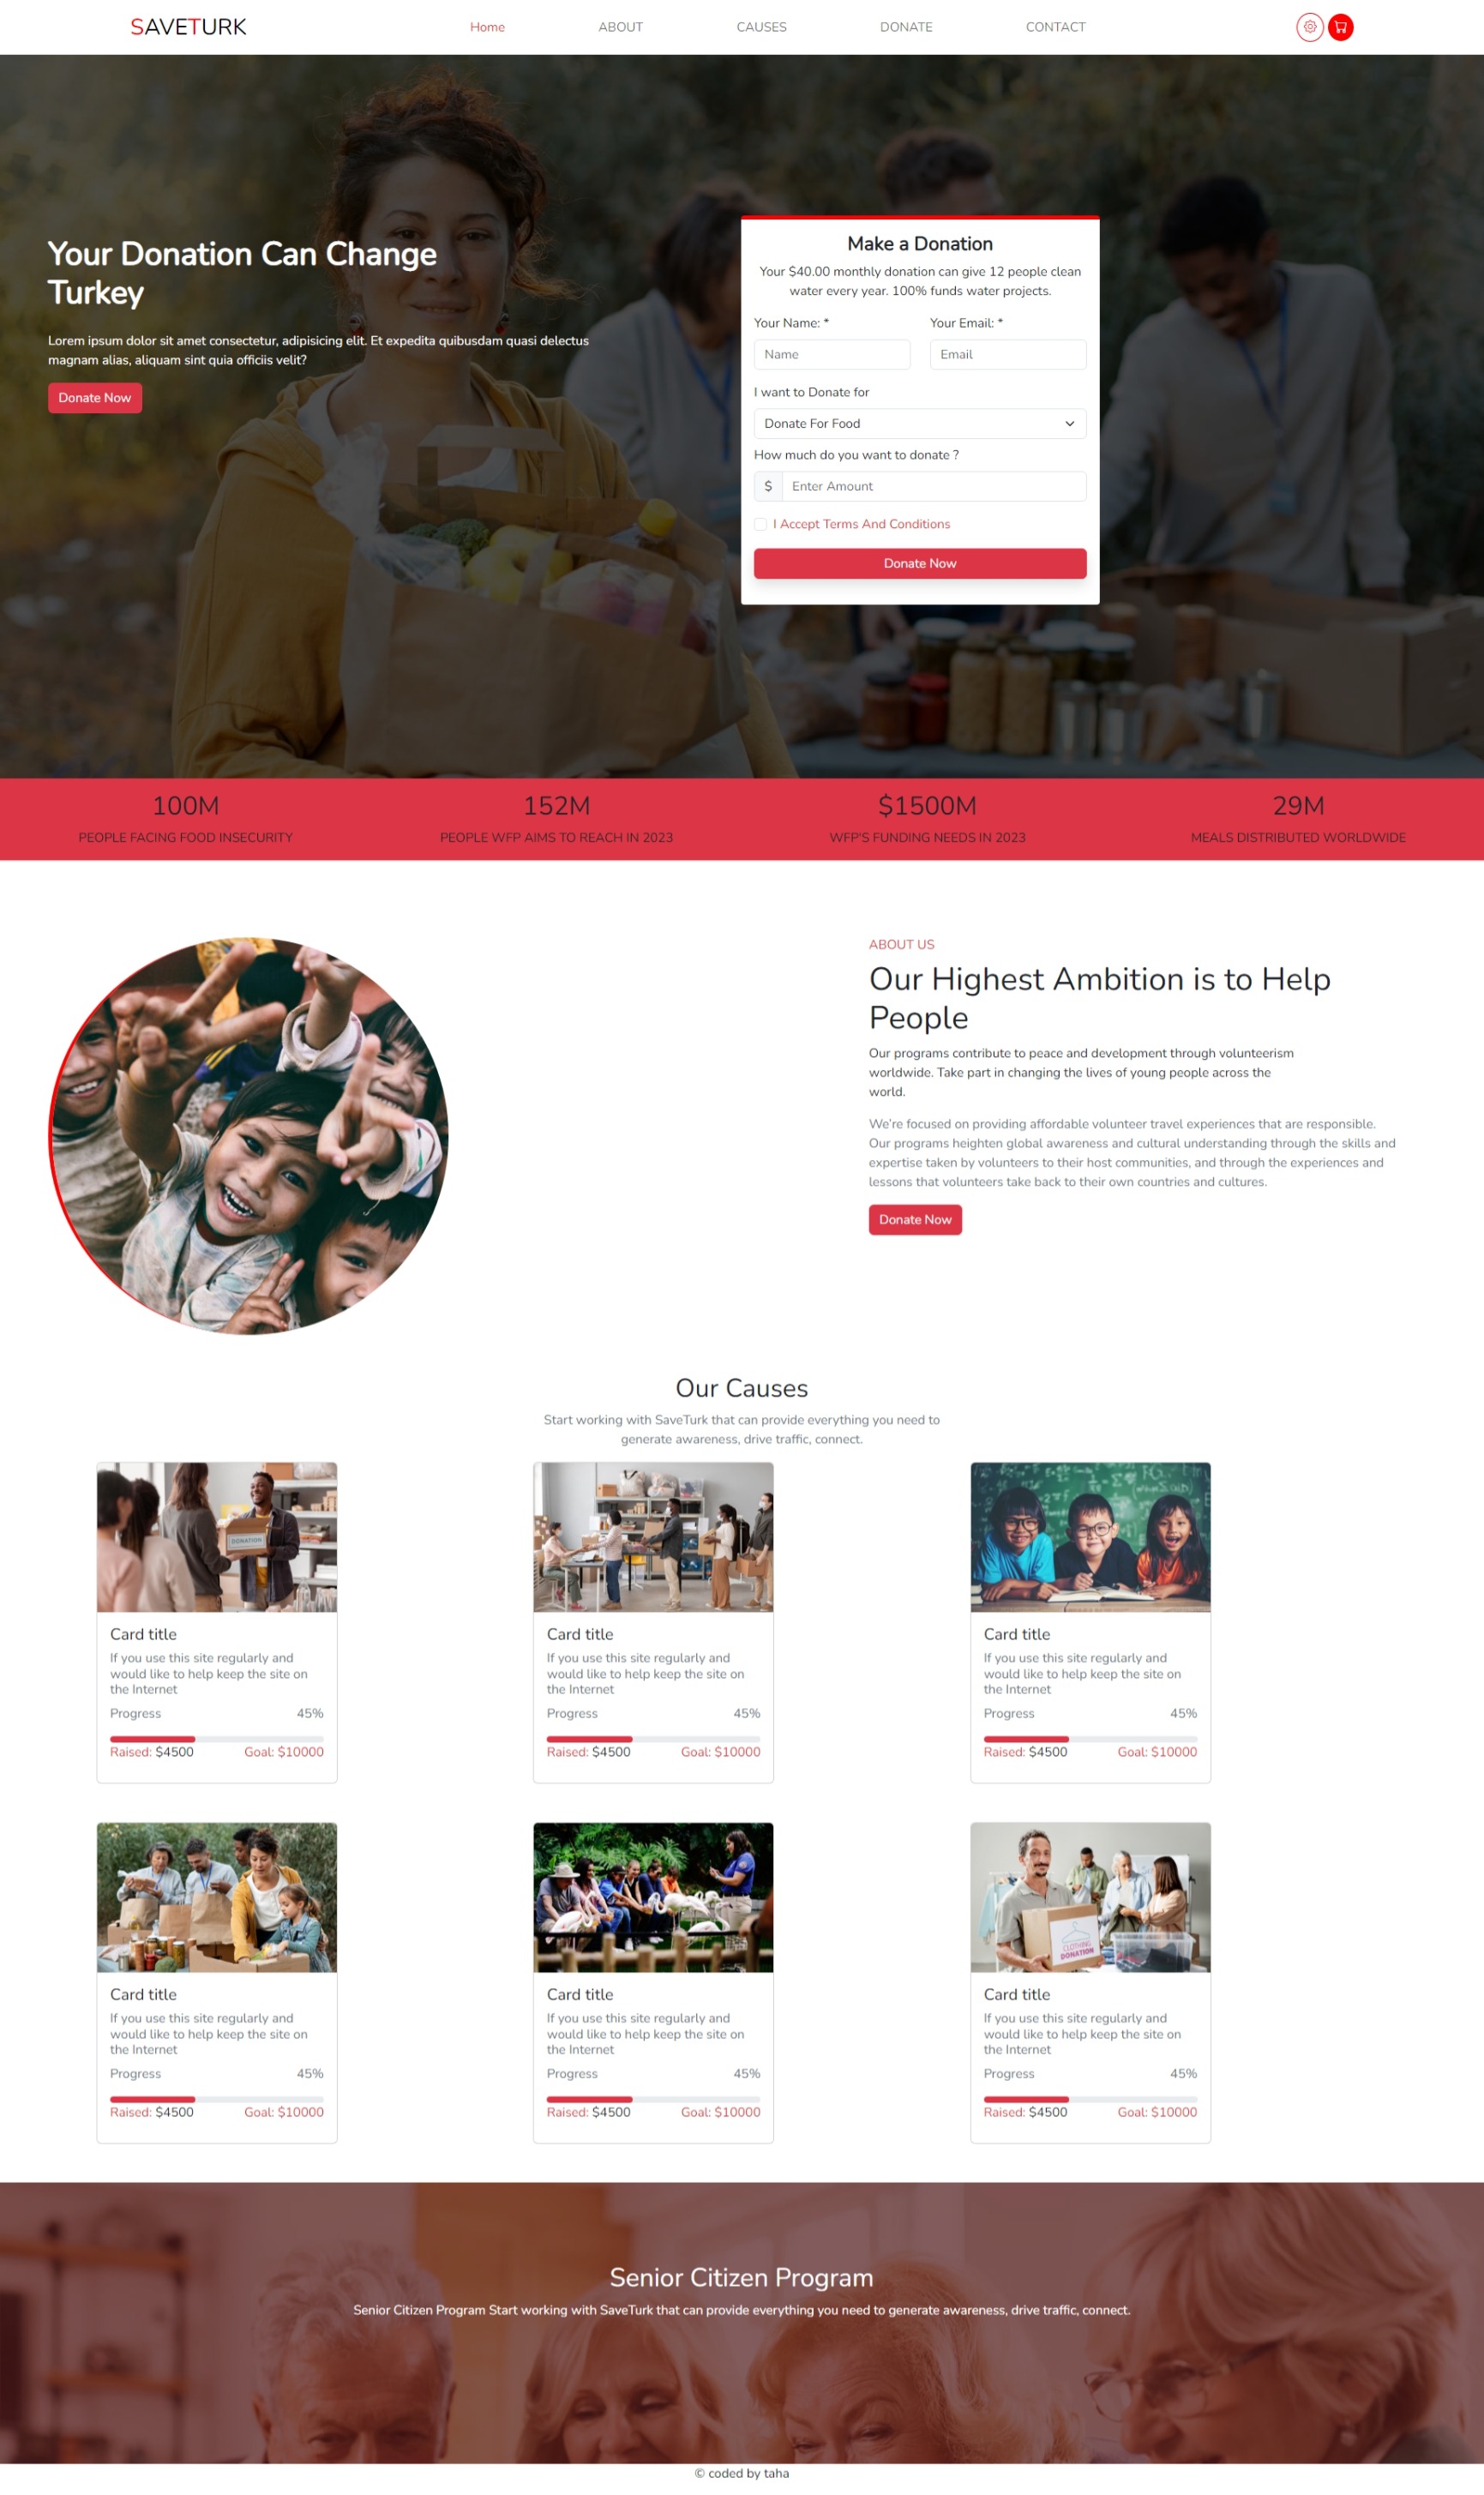 SAVETURK
Home
ABOUT
CAUSES
DONATE
CONTACT
Your Donation Can Change
Turkey
Lorem ipsum dolor sit amet consectetur, adipisicing elit. Et expedita quibusdam quasi delectus
magnam alias, aliquam sint quia officiis velit?
Donate Now
Make a Donation
Your $40.00 monthly donation can give 12 people clean
water every year. 100% funds water projects.
Your Name: *
Your Email: *
Name
Email
I want to Donate for
Donate For Food
How much do you want to donate ?
$ Enter Amount
I Accept Terms And Conditions
Donate Now
100M
PEOPLE FACING FOOD INSECURITY
152M
PEOPLE WFP AIMS TO REACH IN 2023
$1500M
WFP'S FUNDING NEEDS IN 2023
29M
MEALS DISTRIBUTED WORLDWIDE
ABOUT US
Our Highest Ambition is to Help
People
Our programs contribute to peace and development through volunteerism
worldwide. Take part in changing the lives of young people across the
world.
We're focused on providing affordable volunteer travel experiences that are responsible.
Our programs heighten global awareness and cultural understanding through the skills and
expertise taken by volunteers to their host communities, and through the experiences and
lessons that volunteers take back to their own countries and cultures.
Donate Now
Our Causes
Start working with SaveTurk that can provide everything you need to
generate awareness, drive traffic, connect.
DONATION
Card title
If you use this site regularly and
would like to help keep the site on
the Internet
Progress 45%
Raised: $4500 Goal: $10000
Card title
If you use this site regularly and
would like to help keep the site on
the Internet
Progress 45%
Raised: $4500 Goal: $10000
Card title
If you use this site regularly and
would like to help keep the site on
the Internet
Progress 45%
Raised: $4500 Goal: $10000
Card title
If you use this site regularly and
would like to help keep the site on
the Internet
Progress 45%
Raised: $4500 Goal: $10000
Card title
If you use this site regularly and
would like to help keep the site on
the Internet
Progress 45%
Raised: $4500 Goal: $10000
CLOTHING
DONATION
Card title
If you use this site regularly and
would like to help keep the site on
the Internet
Progress 45%
Raised: $4500 Goal: $10000
Senior Citizen Program
Senior Citizen Program Start working with SaveTurk that can provide everything you need to generate awareness, drive traffic, connect.
© coded by taha